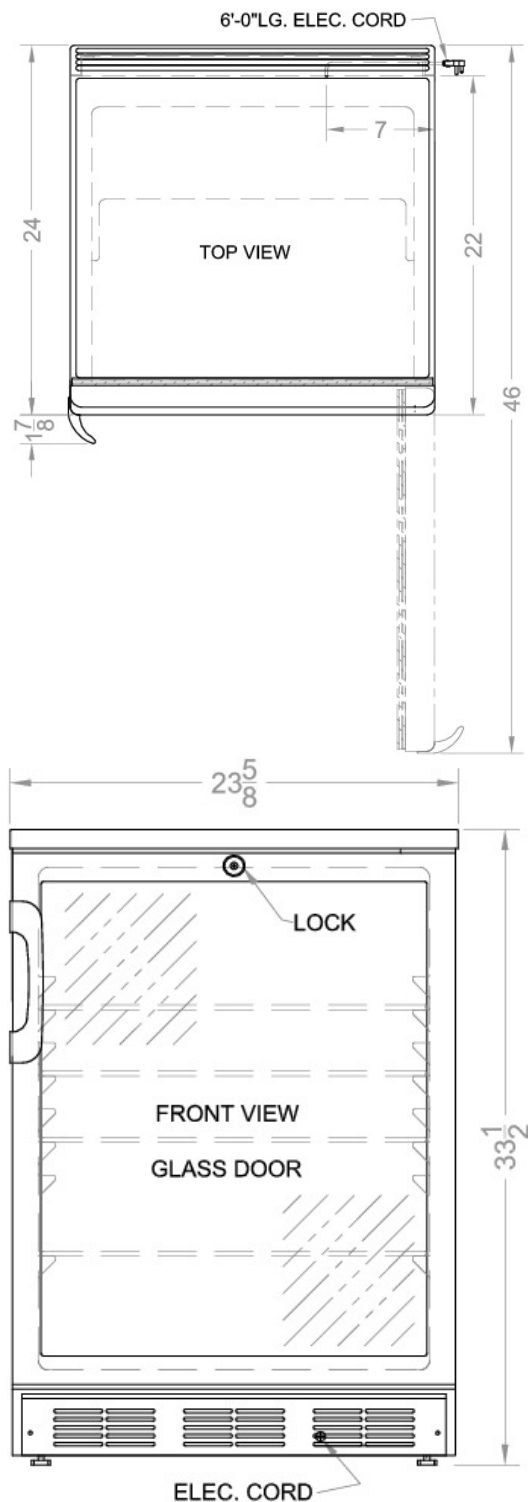 6'-0"LG. ELEC. CORD
7
24
TOP VIEW
22
46
1 7/8
23 5/8
LOCK
FRONT VIEW
GLASS DOOR
33 1/2
ELEC. CORD